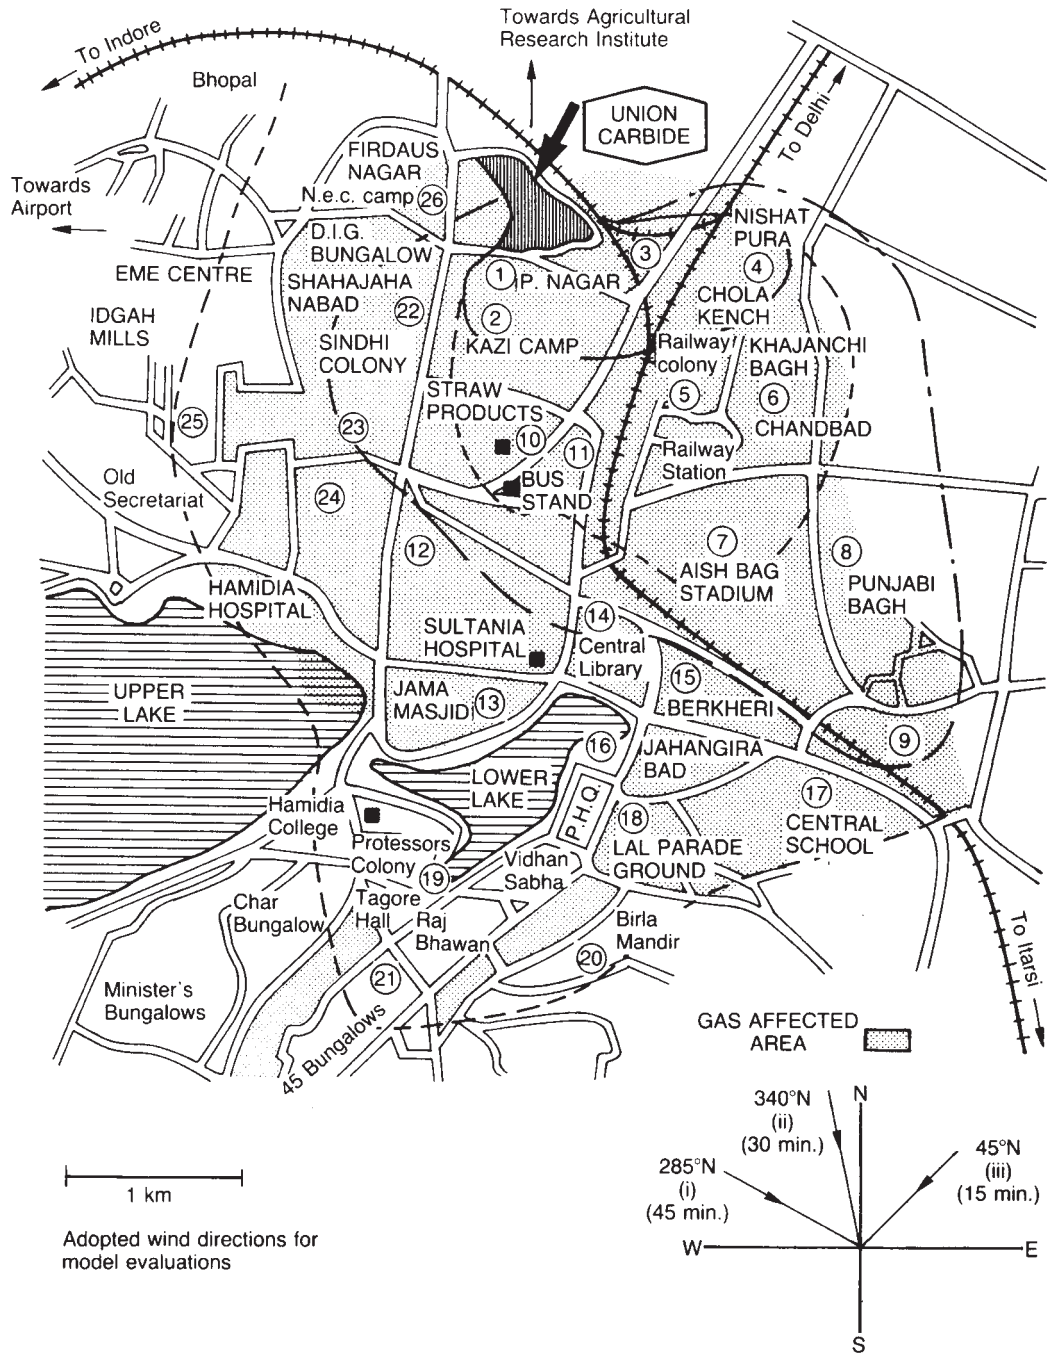 Towards Agricultural
Research Institute
To Indore
Bhopal
UNION
CARBIDE
To Delhi
FIRDAUS
NAGAR
N.e.c. camp 26
Towards
Airport
NISHAT
PURA
4
D.I.G.
BUNGALOW
3
EME CENTRE
1
IP. NAGAR
SHAHAJAHA
NABAD
22
CHOLA
KENCH
IDGAH
MILLS
2
KAZI CAMP
SINDHI
COLONY
Railway
colony
5
KHAJANCHI
BAGH
6
CHANDBAD
STRAW
PRODUCTS
10
11
25
23
Railway
Station
Old
Secretariat
24
BUS
STAND
12
7
AISH BAG
STADIUM
8
PUNJABI
BAGH
HAMIDIA
HOSPITAL
SULTANIA
HOSPITAL
14
Central
Library
UPPER
LAKE
JAMA
MASJID
13
15
BERKHERI
9
16
JAHANGIRA
BAD
LOWER
LAKE
P.H.Q.
17
CENTRAL
SCHOOL
Hamidia
College
18
LAL PARADE
GROUND
Professors
Colony
19
Vidhan
Sabha
Char
Bungalow
Tagore
Hall
Raj
Bhawan
Birla
Mandir
20
To Itarsi
21
Minister's
Bungalows
45 Bungalows
GAS AFFECTED
AREA
340°N
(ii)
(30 min.)
N
285°N
(i)
(45 min.)
45°N
(iii)
(15 min.)
1 km
W
E
Adopted wind directions for
model evaluations
S